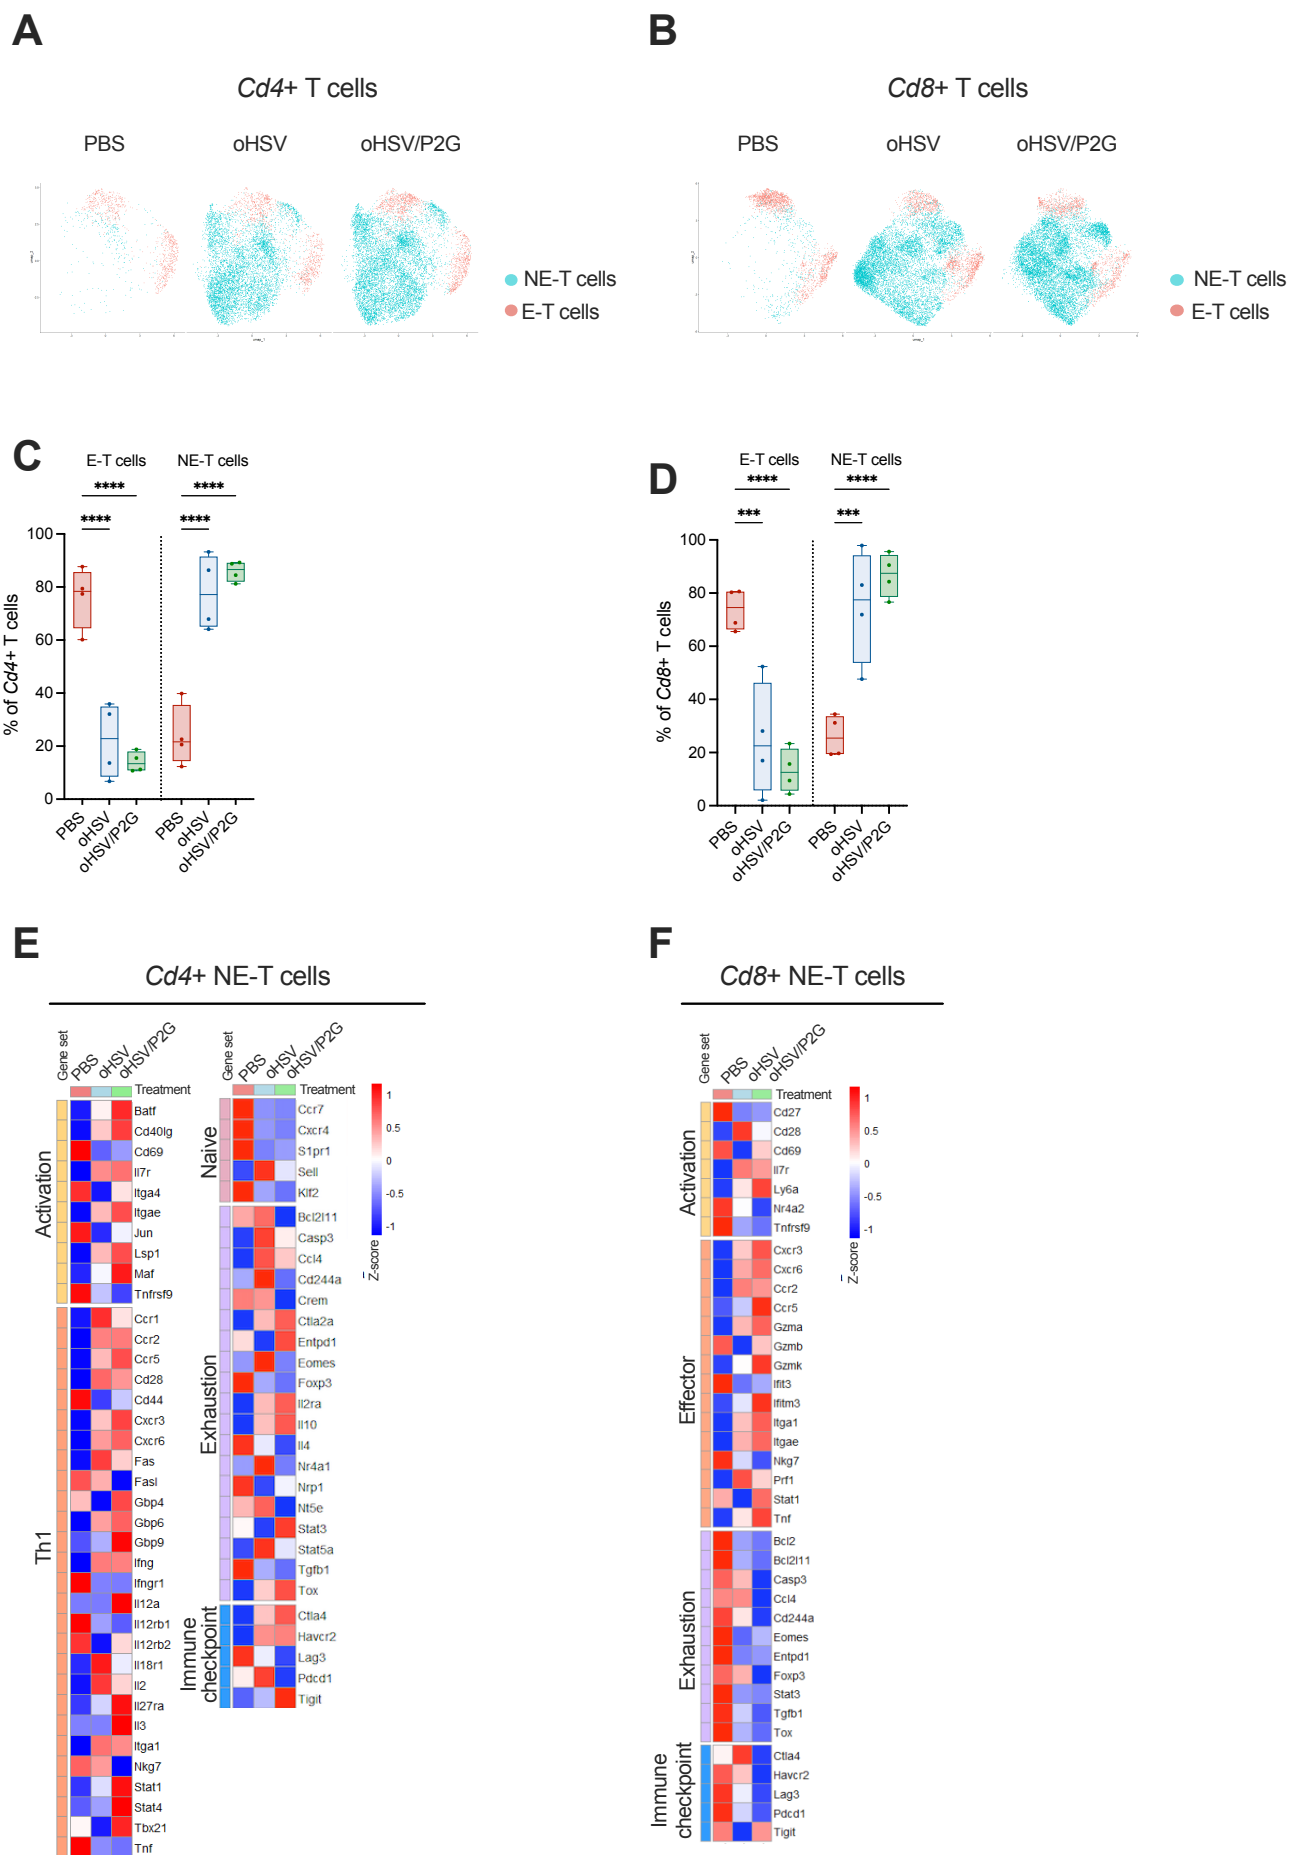 A
B
Cd4+ T cells
Cd8+ T cells
PBS
oHSV
oHSV/P2G
PBS
oHSV
oHSV/P2G
NE-T cells
E-T cells
NE-T cells
E-T cells
C
E-T cells
NE-T cells
****
****
****
****
% of Cd4+ T cells
100
80
60
40
20
0
PBS
oHSV
oHSV/P2G
PBS
oHSV
oHSV/P2G
D
E-T cells
NE-T cells
****
****
***
***
% of Cd8+ T cells
100
80
60
40
20
0
PBS
oHSV
oHSV/P2G
PBS
oHSV
oHSV/P2G
E
Cd4+ NE-T cells
Gene set
PBS
oHSV
oHSV/P2G
Treatment
Activation
Batf
Cd40lg
Cd69
Il7r
Itga4
Itgae
Jun
Lsp1
Maf
Tnfrsf9
Th1
Ccr1
Ccr2
Ccr5
Cd28
Cd44
Cxcr3
Cxcr6
Fas
Fasl
Gbp4
Gbp6
Gbp9
Ifng
Ifngr1
Il12a
Il12rb1
Il12rb2
Il18r1
Il2
Il27ra
Il3
Itga1
Nkg7
Stat1
Stat4
Tbx21
Tnf
Gene set
PBS
oHSV
oHSV/P2G
Treatment
Naive
Ccr7
Cxcr4
S1pr1
Sell
Klf2
Exhaustion
Bcl2l11
Casp3
Ccl4
Cd244a
Crem
Ctla2a
Entpd1
Eomes
Foxp3
Il2ra
Il10
Il4
Nr4a1
Nrp1
Nt5e
Stat3
Stat5a
Tgfb1
Tox
Immune
checkpoint
Ctla4
Havcr2
Lag3
Pdcd1
Tigit
1
0.5
0
-0.5
-1
Z-score
F
Cd8+ NE-T cells
Gene set
PBS
oHSV
oHSV/P2G
Treatment
Activation
Cd27
Cd28
Cd69
Il7r
Ly6a
Nr4a2
Tnfrsf9
Effector
Cxcr3
Cxcr6
Ccr2
Ccr5
Gzma
Gzmb
Gzmk
Ifit3
Ifitm3
Itga1
Itgae
Nkg7
Prf1
Stat1
Tnf
Exhaustion
Bcl2
Bcl2l11
Casp3
Ccl4
Cd244a
Eomes
Entpd1
Foxp3
Stat3
Tgfb1
Tox
Immune
checkpoint
Ctla4
Havcr2
Lag3
Pdcd1
Tigit
1
0.5
0
-0.5
-1
Z-score